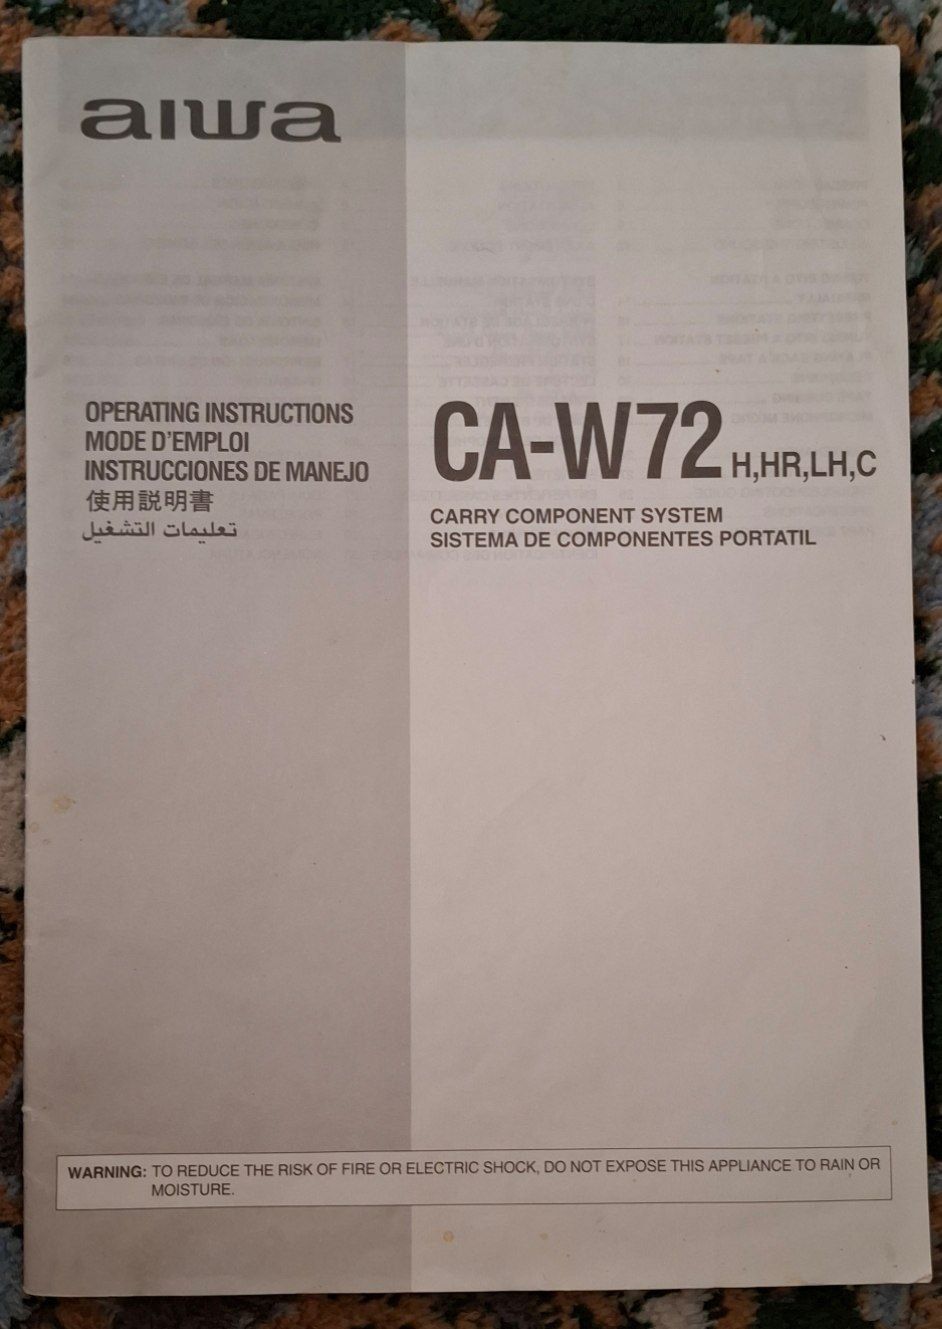 aiwa
OPERATING INSTRUCTIONS
MODE D'EMPLOI
INSTRUCCIONES DE MANEJO
使用説明書
تعليمات التشغيل
CA-W72 H,HR,LH,C
CARRY COMPONENT SYSTEM
SISTEMA DE COMPONENTES PORTATIL
WARNING: TO REDUCE THE RISK OF FIRE OR ELECTRIC SHOCK, DO NOT EXPOSE THIS APPLIANCE TO RAIN OR
MOISTURE.